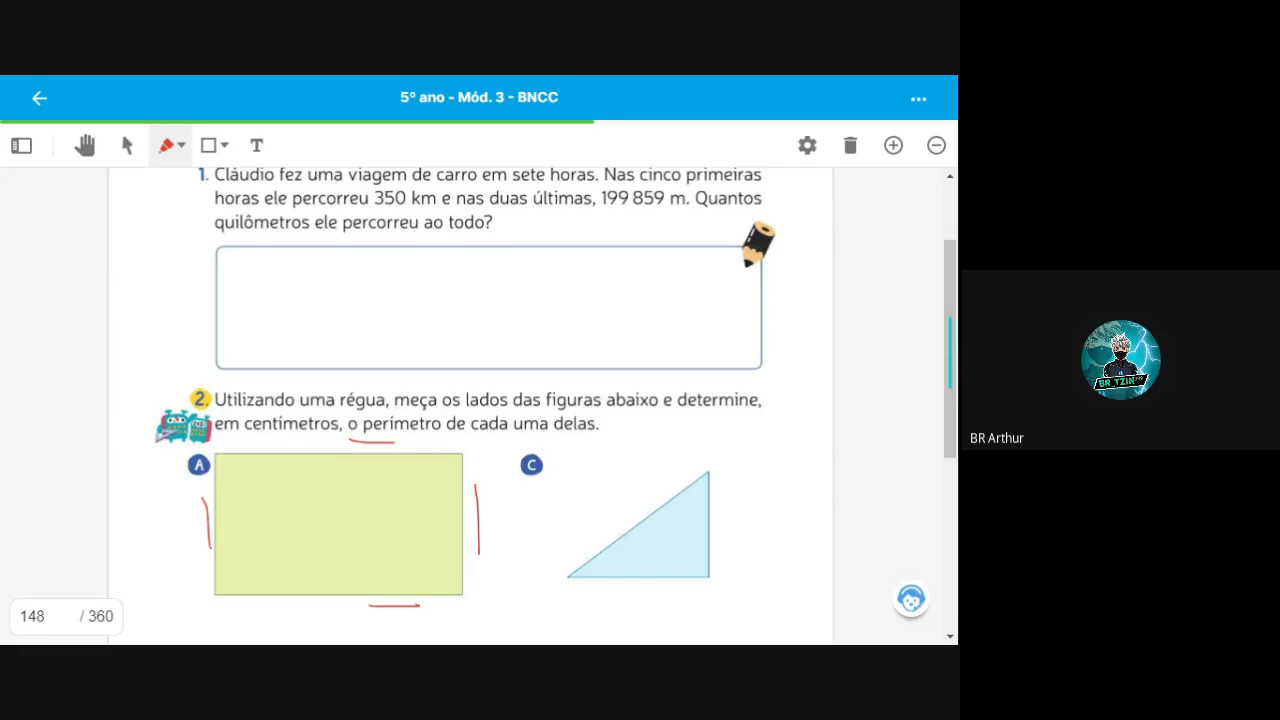 5º ano - Mód. 3 - BNCC
T
1. Cláudio fez uma viagem de carro em sete horas. Nas cinco primeiras
horas ele percorreu 350 km e nas duas últimas, 199 859 m. Quantos
quilômetros ele percorreu ao todo?
2. Utilizando uma régua, meça os lados das figuras abaixo e determine,
em centímetros, o perímetro de cada uma delas.
A
C
148 / 360
BR_TZIN
BR Arthur